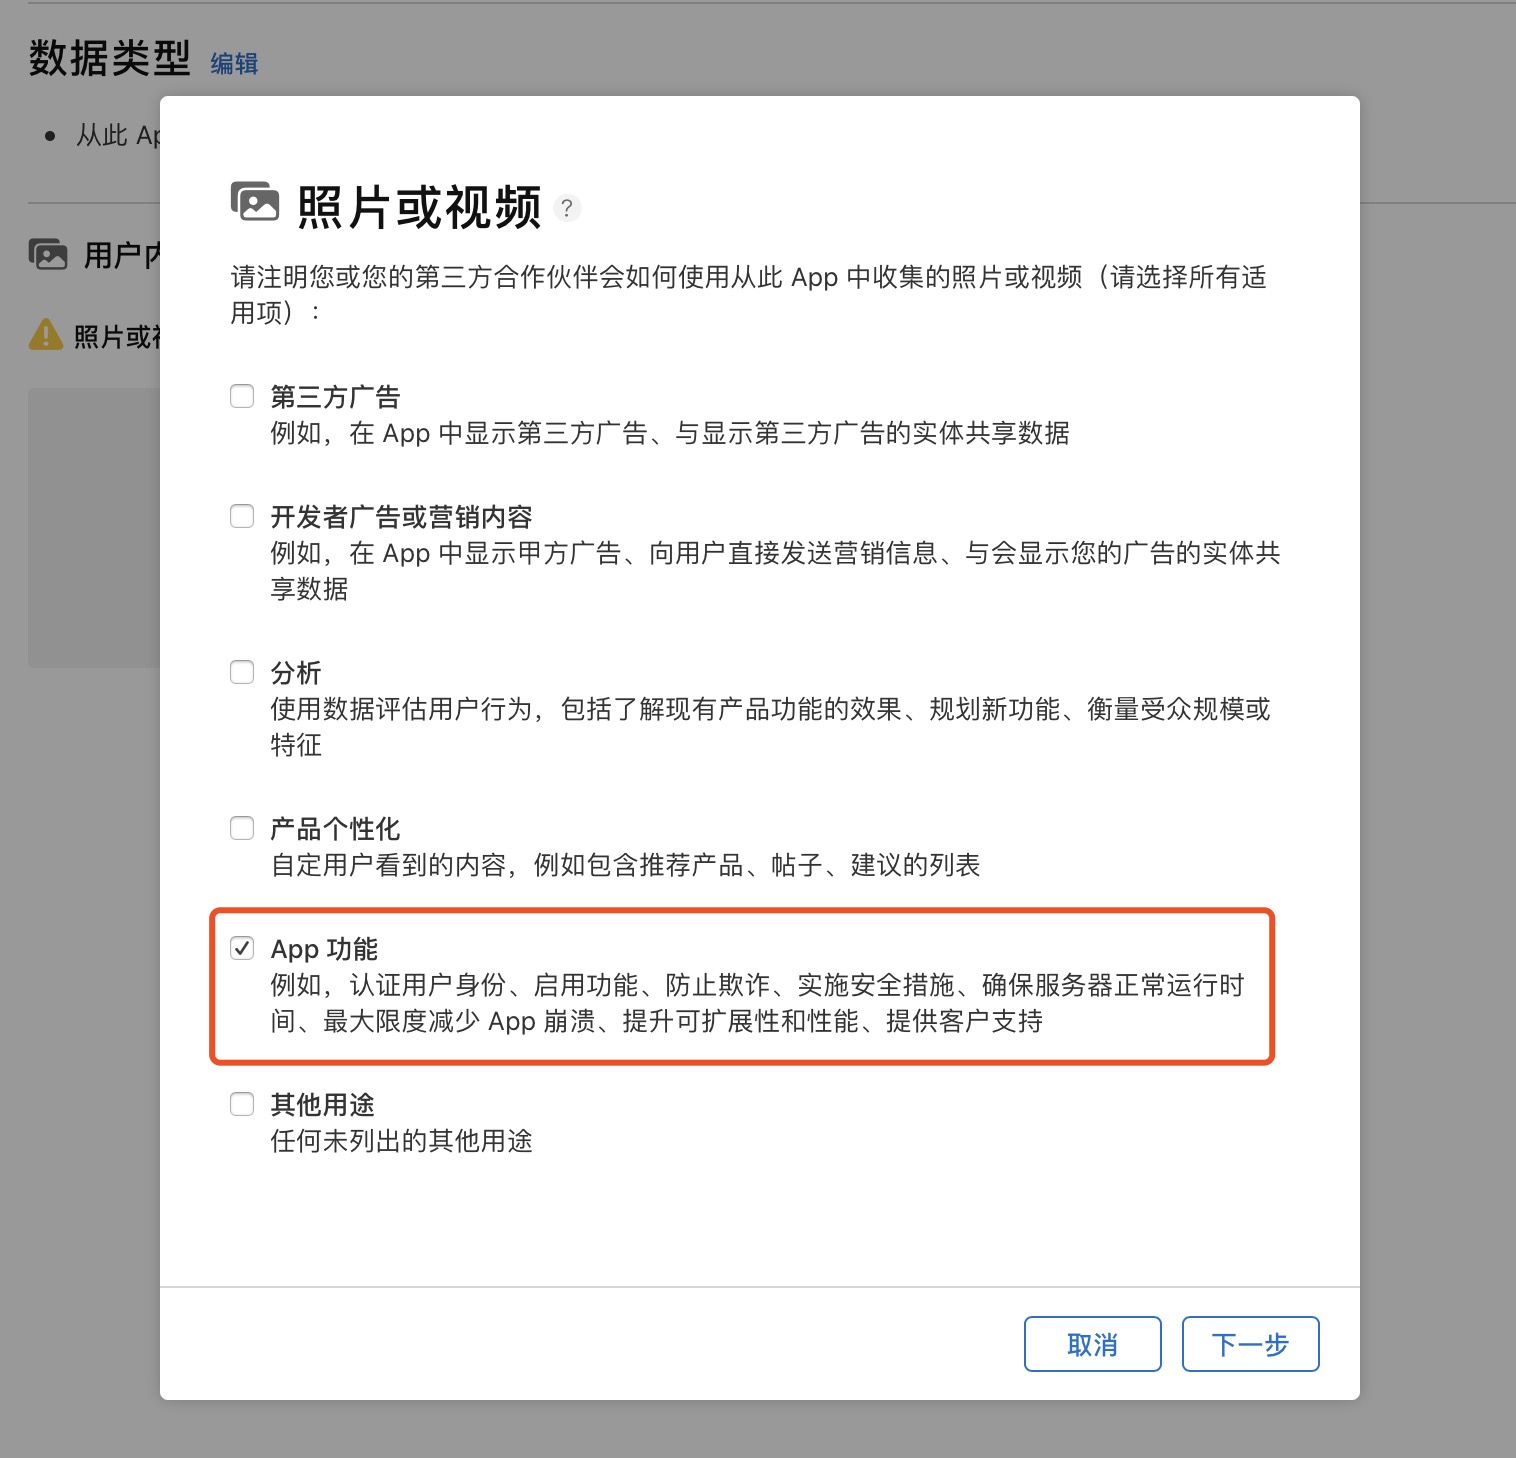 数据类型 编辑
从此 Ap
用户内
照片或视
照片或视频 ?
请注明您或您的第三方合作伙伴会如何使用从此 App 中收集的照片或视频（请选择所有适
用项）：
第三方广告
例如，在 App 中显示第三方广告、与显示第三方广告的实体共享数据
开发者广告或营销内容
例如，在 App 中显示甲方广告、向用户直接发送营销信息、与会显示您的广告的实体共
享数据
分析
使用数据评估用户行为，包括了解现有产品功能的效果、规划新功能、衡量受众规模或
特征
产品个性化
自定用户看到的内容，例如包含推荐产品、帖子、建议的列表
App 功能
例如，认证用户身份、启用功能、防止欺诈、实施安全措施、确保服务器正常运行时
间、最大限度减少 App 崩溃、提升可扩展性和性能、提供客户支持
其他用途
任何未列出的其他用途
取消 下一步